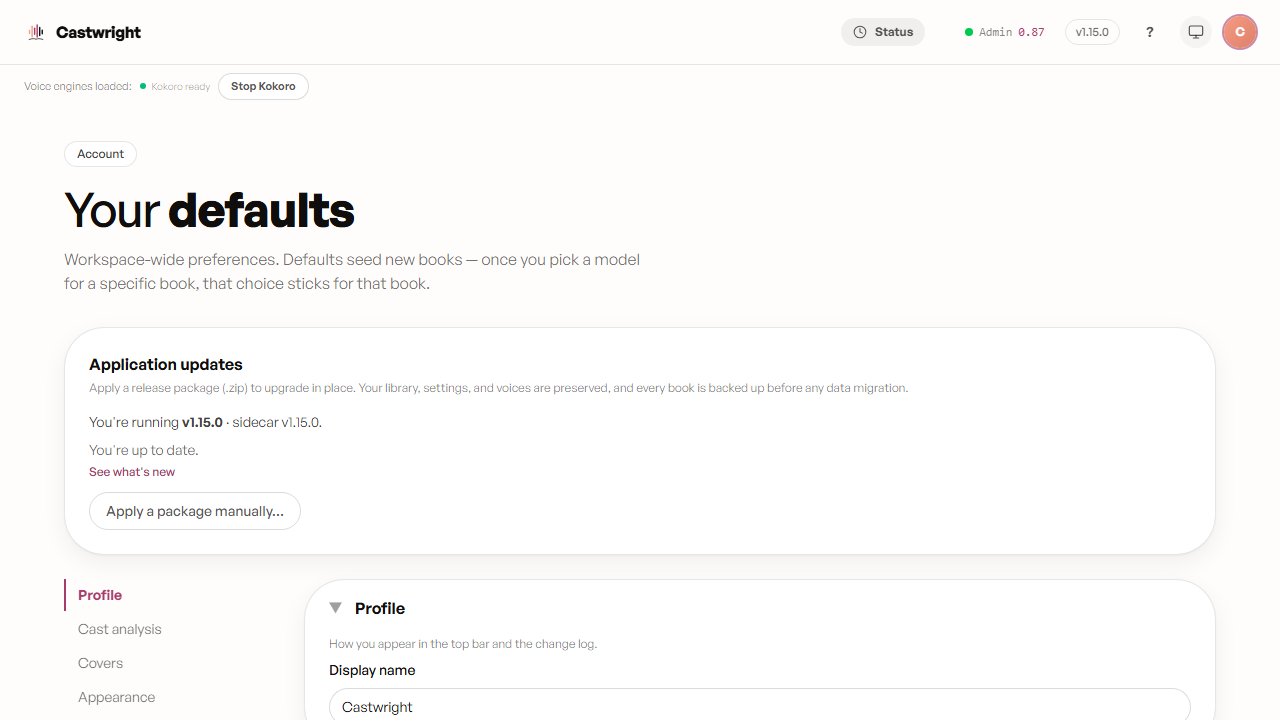 Castwright
Status
Admin 0.87
v1.15.0
?
C
Voice engines loaded:
Kokoro ready
Stop Kokoro
Account
Your defaults
Workspace-wide preferences. Defaults seed new books — once you pick a model
for a specific book, that choice sticks for that book.
Application updates
Apply a release package (.zip) to upgrade in place. Your library, settings, and voices are preserved, and every book is backed up before any data migration.
You're running v1.15.0 · sidecar v1.15.0.
You're up to date.
See what's new
Apply a package manually...
Profile
Cast analysis
Covers
Appearance
Profile
How you appear in the top bar and the change log.
Display name
Castwright